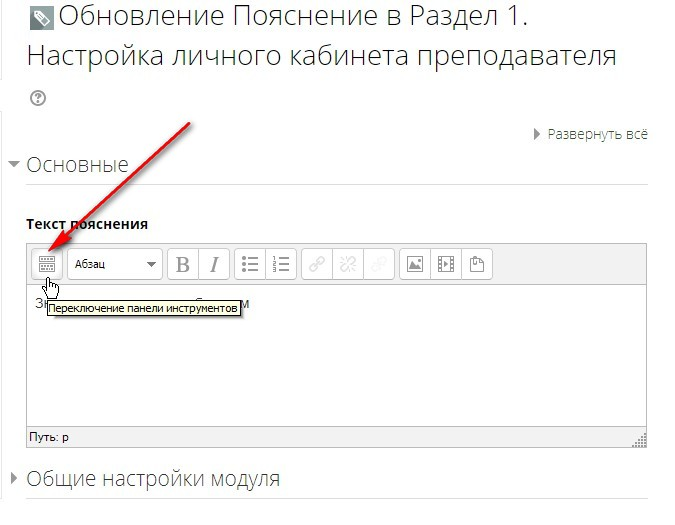 Обновление Пояснение в Раздел 1.
Настройка личного кабинета преподавателя
Развернуть всё
Основные
Текст пояснения
Абзац B I
Переключение панели инструментов
Путь: p
Общие настройки модуля